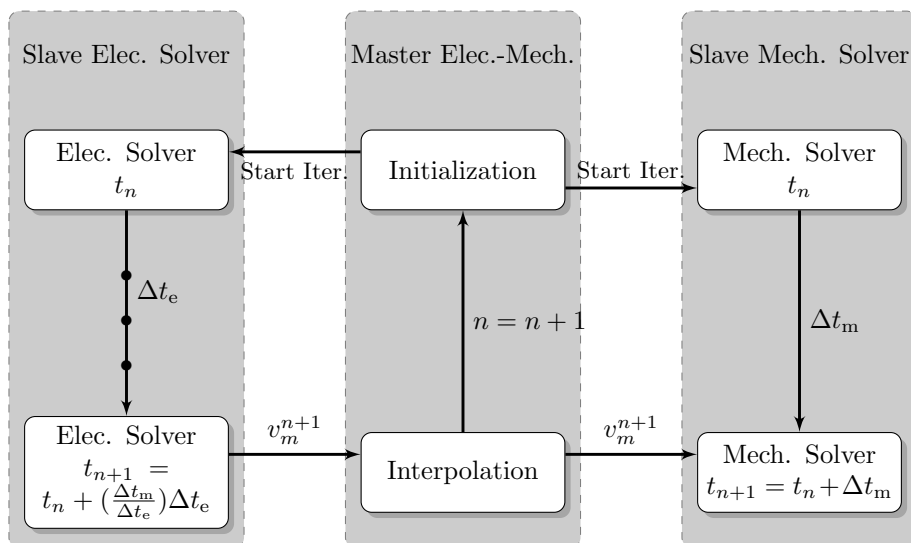 Slave Elec. Solver
Master Elec.-Mech.
Slave Mech. Solver
Elec. Solver
t_n
Start Iter.
Initialization
Start Iter.
Mech. Solver
t_n
Δt_e
n = n + 1
Δt_m
Elec. Solver
t_{n+1} =
t_n + (\frac{Δt_m}{Δt_e})Δt_e
v_m^{n+1}
Interpolation
v_m^{n+1}
Mech. Solver
t_{n+1} = t_n + Δt_m